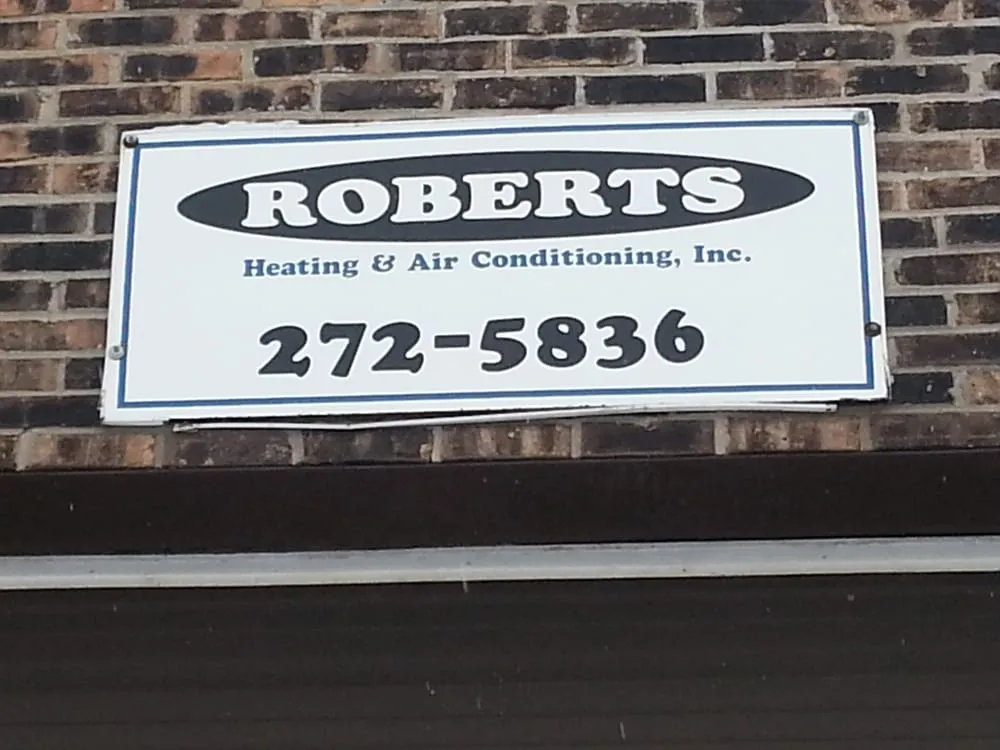 ROBERTS
Heating & Air Conditioning, Inc.
272-5836